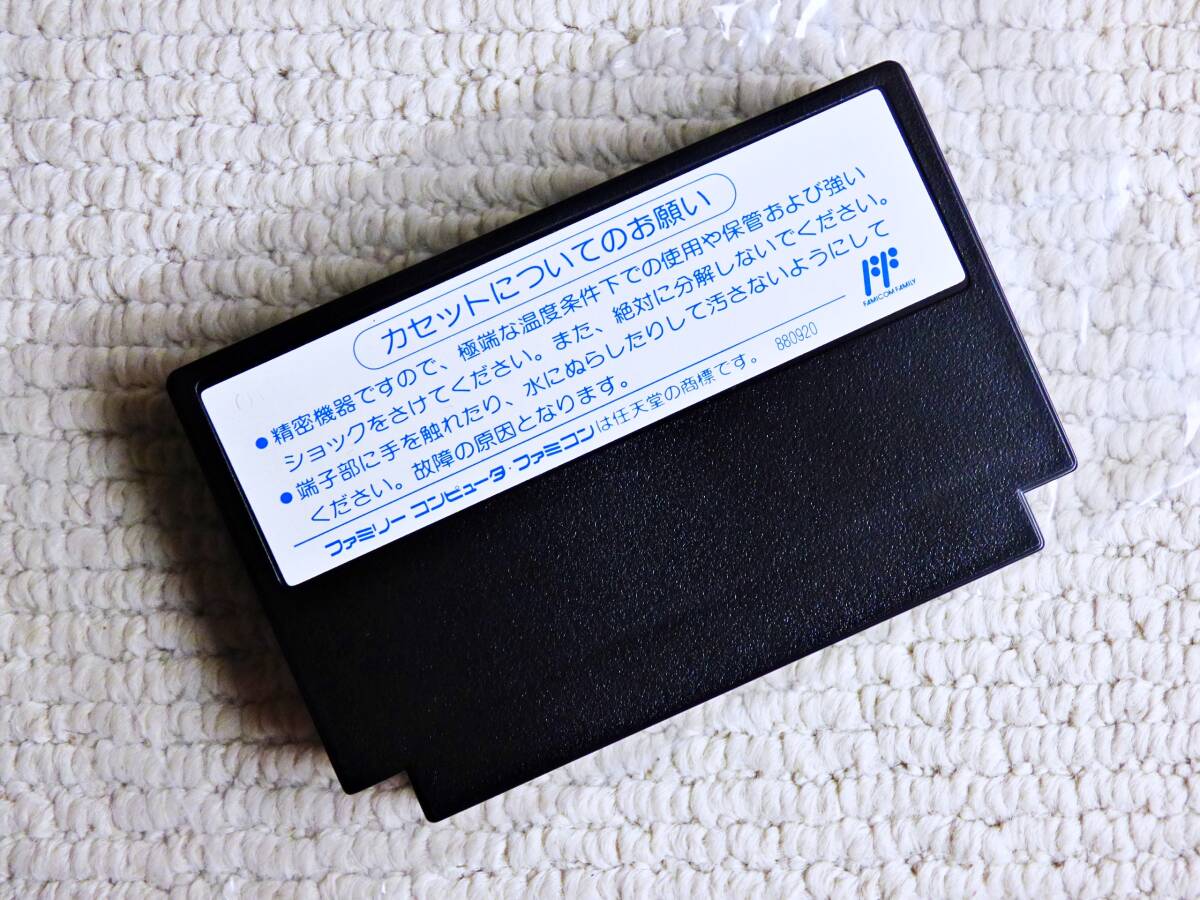 カセットについてのお願い
●精密機器ですので、極端な温度条件下での使用や保管および強い
ショックをさけてください。また、絶対に分解しないでください。
●端子部に手を触れたり、水にぬらしたりして汚さないようにして
ください。故障の原因となります。
FAMICOM FAMILY
ファミリーコンピュータ・ファミコンは任天堂の商標です。 880920